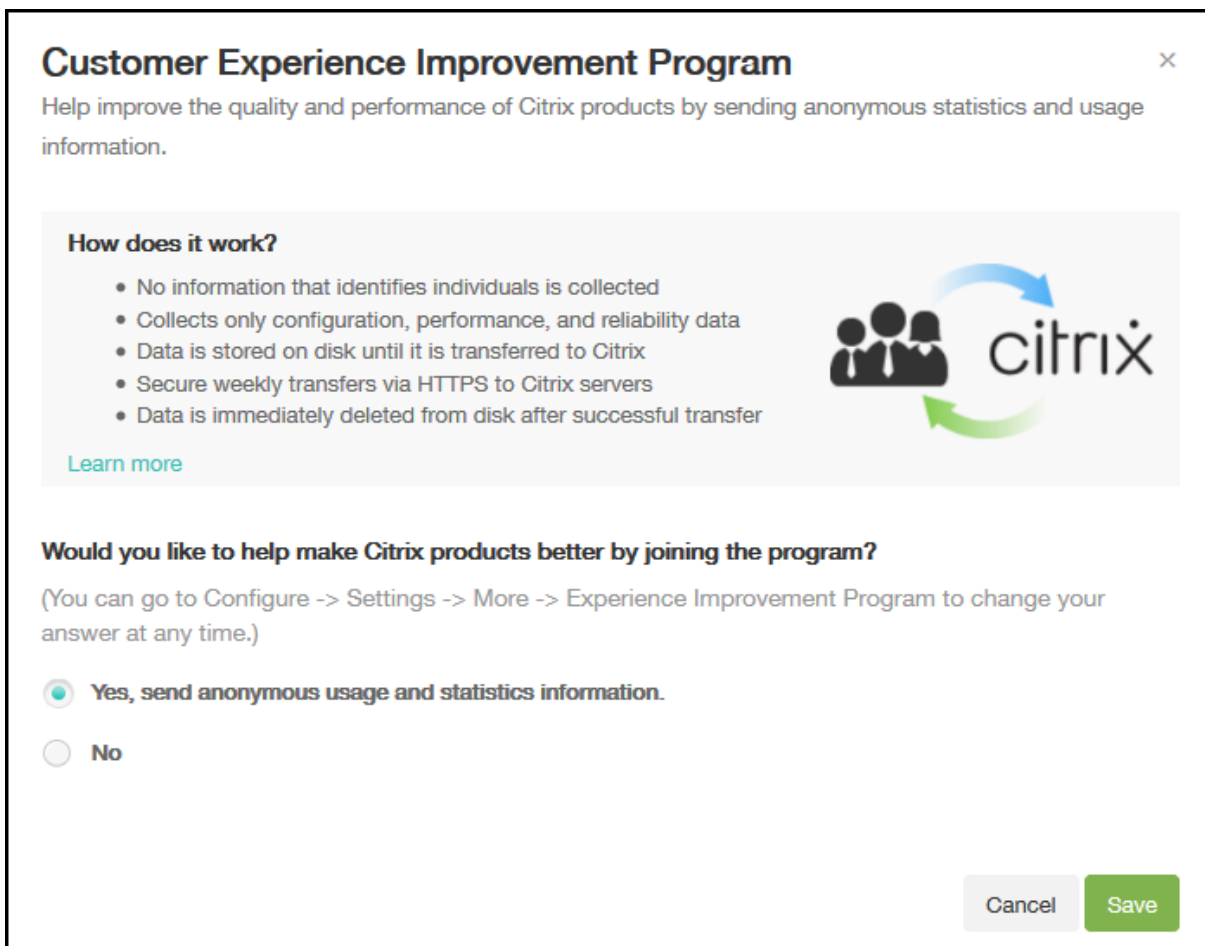 Customer Experience Improvement Program
×
Help improve the quality and performance of Citrix products by sending anonymous statistics and usage
information.
How does it work?
• No information that identifies individuals is collected
• Collects only configuration, performance, and reliability data
• Data is stored on disk until it is transferred to Citrix
• Secure weekly transfers via HTTPS to Citrix servers
• Data is immediately deleted from disk after successful transfer
citrix
Learn more
Would you like to help make Citrix products better by joining the program?
(You can go to Configure -> Settings -> More -> Experience Improvement Program to change your
answer at any time.)
Yes, send anonymous usage and statistics information.
No
Cancel
Save